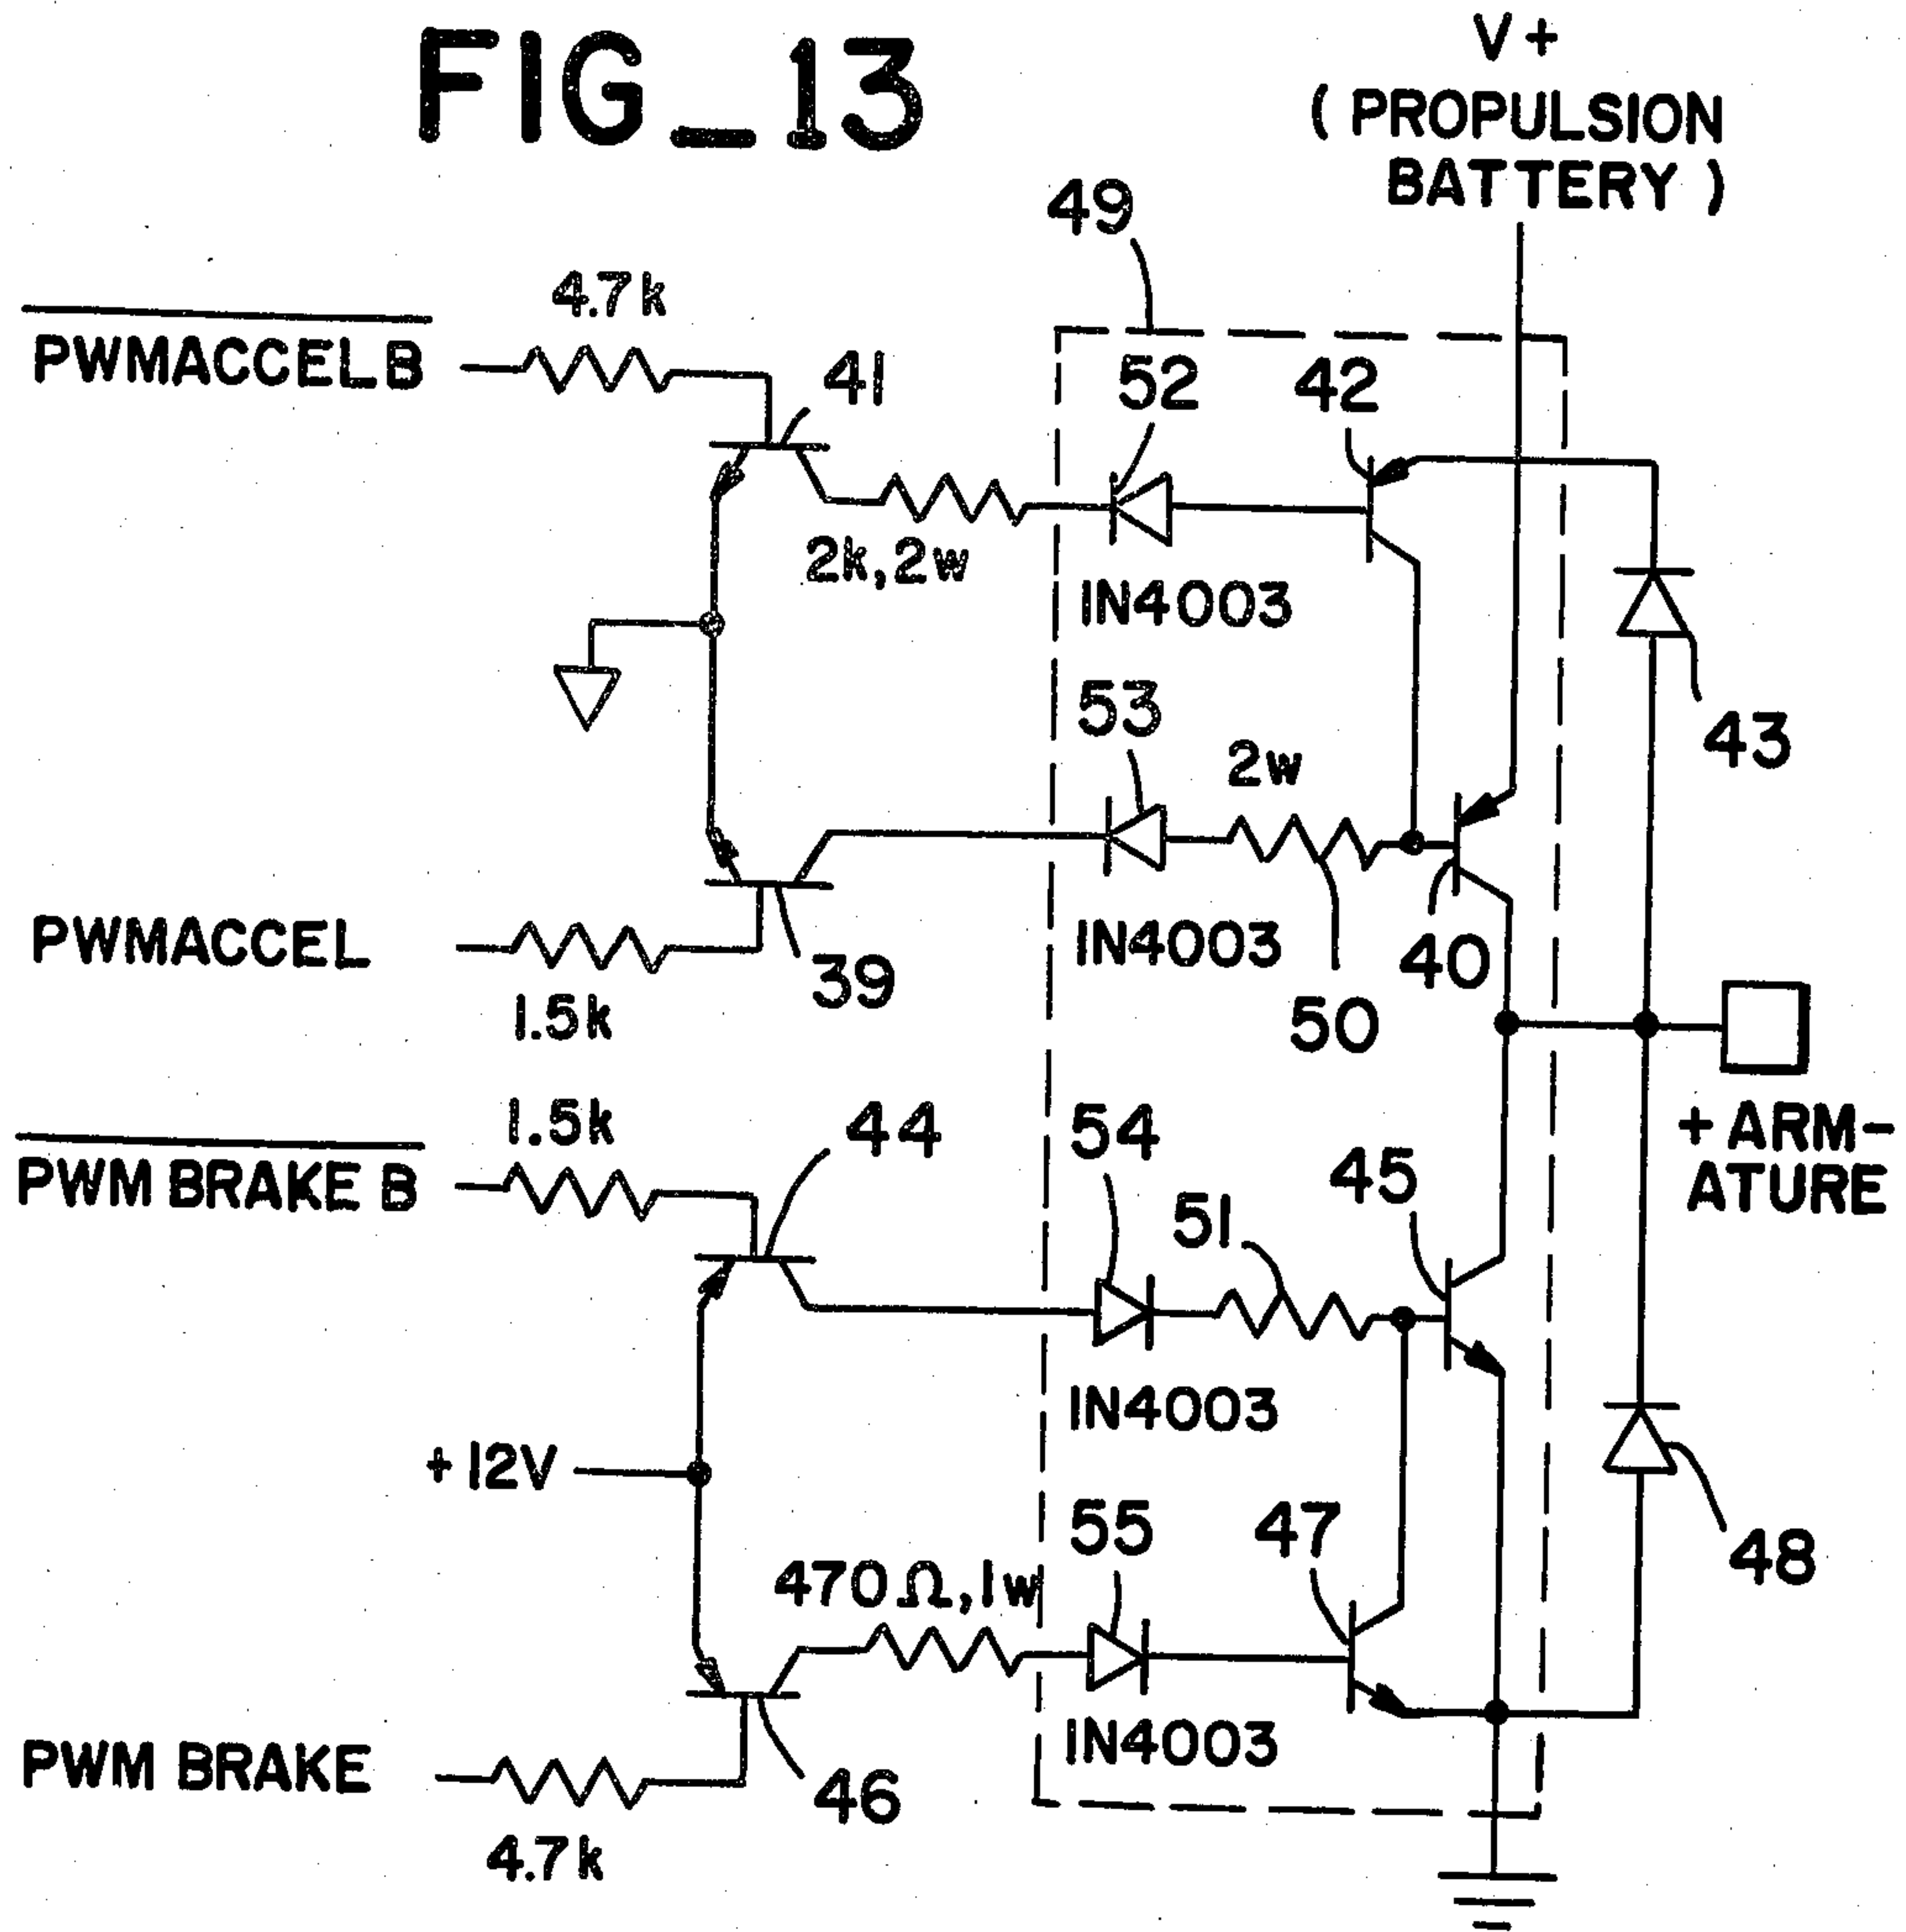 FIG_13
V+
( PROPULSION
BATTERY )
49
4.7k
PWMACCEL B
41
52
42
2k,2w
IN4003
53
2w
43
PWMACCEL
39
IN4003
40
1.5k
50
1.5k
44
54
+ ARM-
ATURE
PWM BRAKE B
51
45
IN4003
+12V
55
47
48
470Ω,1w
IN4003
PWM BRAKE
46
4.7k